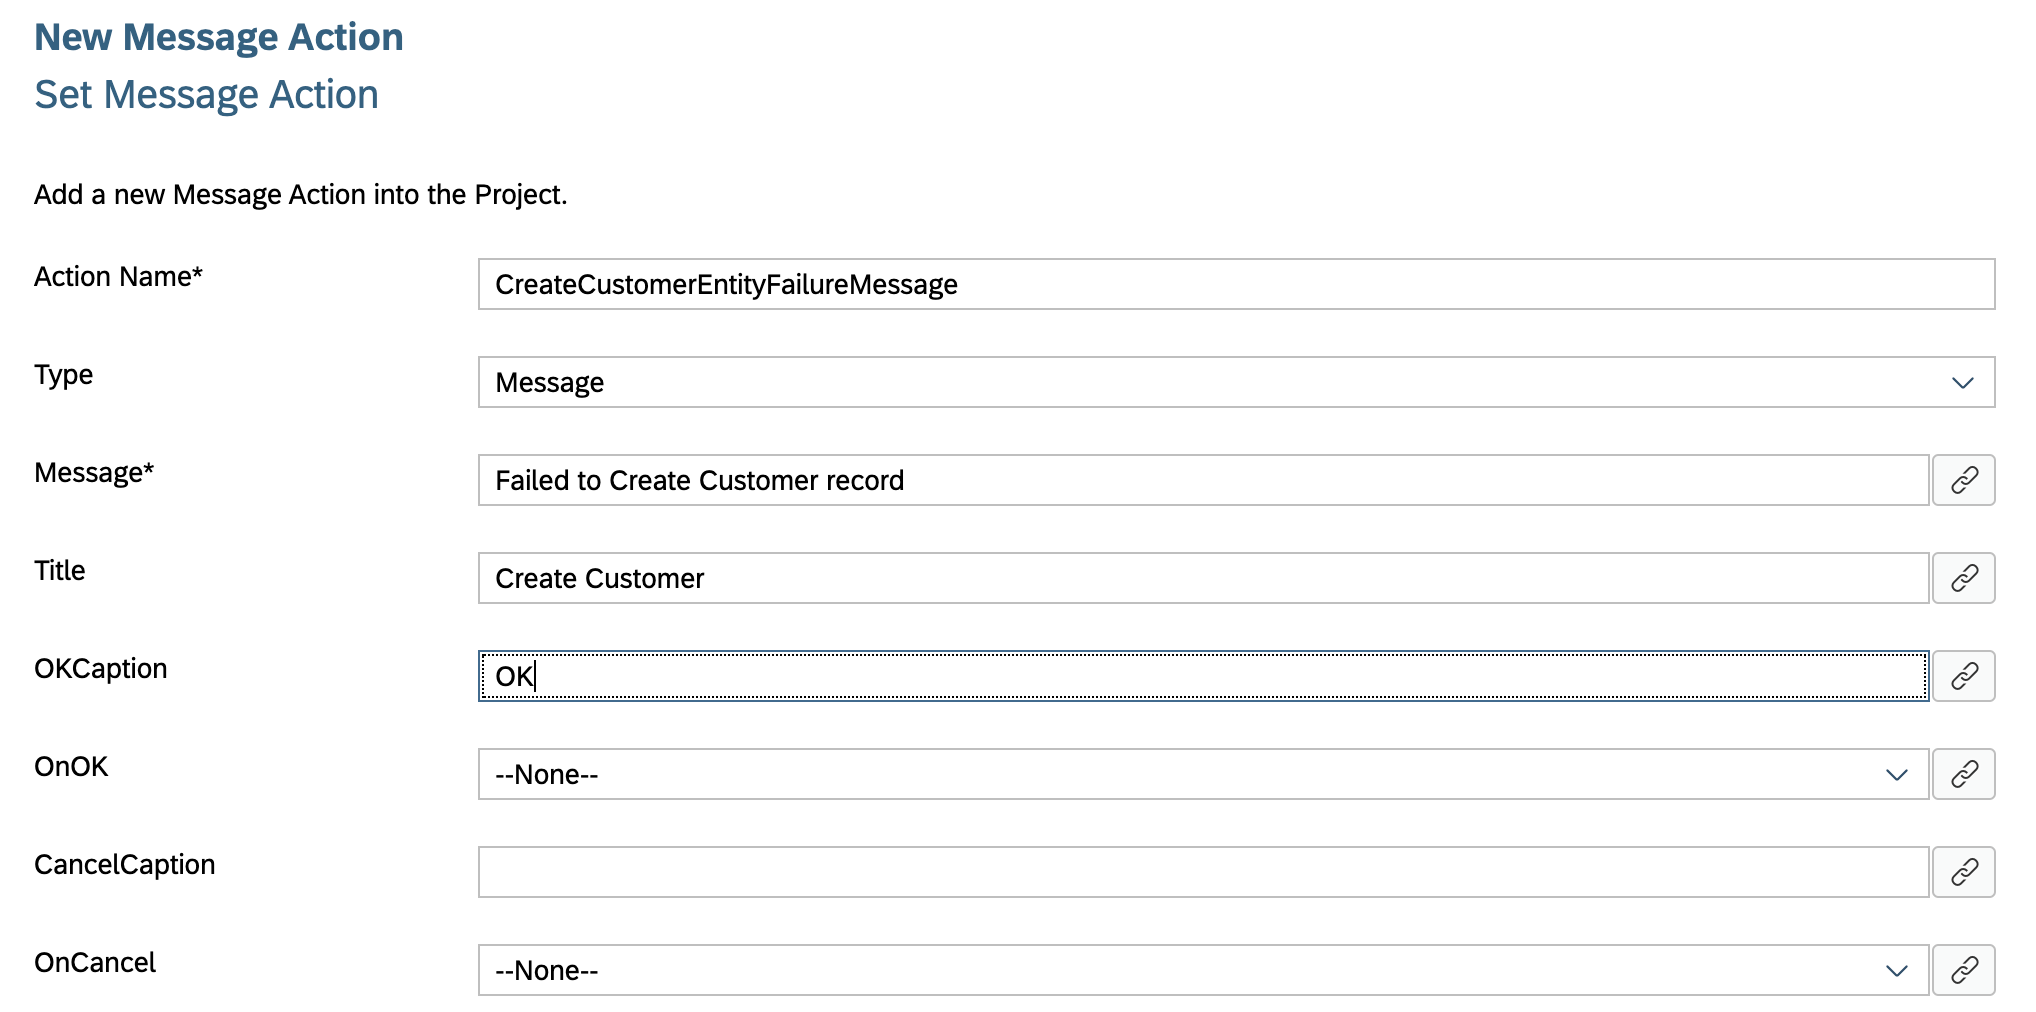 New Message Action
Set Message Action
Add a new Message Action into the Project.
Action Name*
CreateCustomerEntityFailureMessage
Type
Message
Message*
Failed to Create Customer record
Title
Create Customer
OKCaption
OK
OnOK
--None--
CancelCaption
OnCancel
--None--